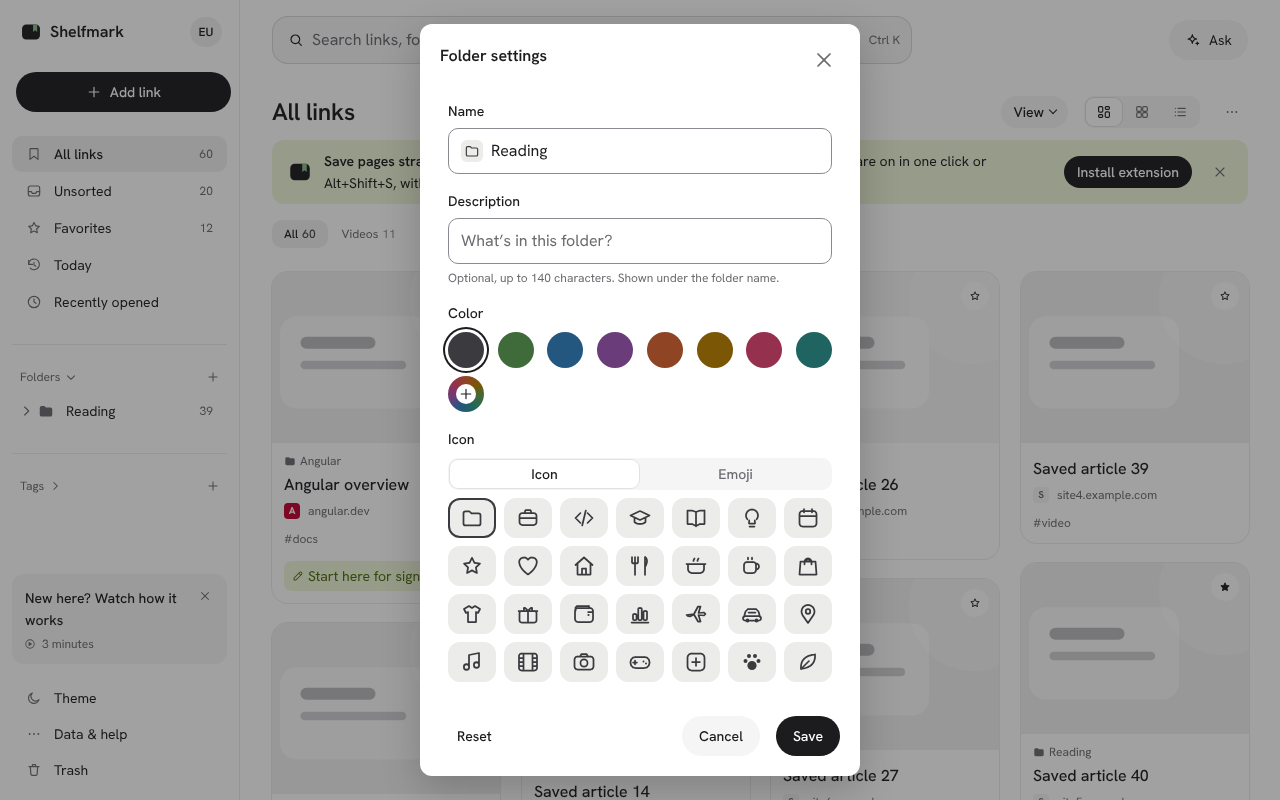 Shelfmark
EU
Add link
All links 60
Unsorted 20
Favorites 12
Today
Recently opened
Folders
Reading 39
Tags
New here? Watch how it works
3 minutes
Theme
Data & help
Trash
Search links, fo
Ctrl K
Ask
All links
View
Save pages stra
are on in one click or
Alt+Shift+S, with
Install extension
All 60
Videos 11
Angular
Angular overview
A angular.dev
#docs
Start here for sign
Saved article 14
e 26
mple.com
Saved article 27
Saved article 39
S site4.example.com
#video
Reading
Saved article 40
Folder settings
Name
Reading
Description
What's in this folder?
Optional, up to 140 characters. Shown under the folder name.
Color
Icon
Icon
Emoji
Reset
Cancel
Save